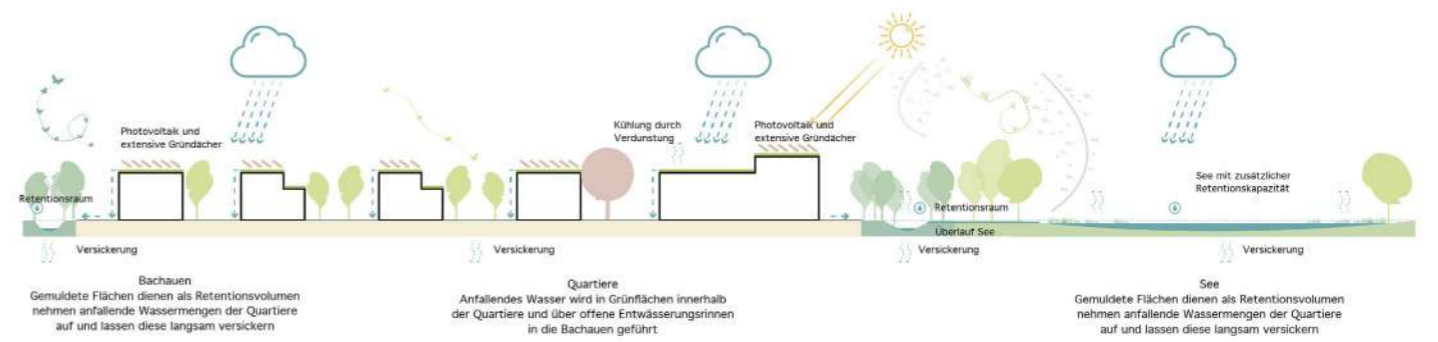 Photovoltaik und
extensive Gründächer
Kühlung durch
Verdunstung
Photovoltaik und
extensive Gründächer
See mit zusätzlicher
Retentionskapazität
Retentionsraum
Retentionsraum
Überlauf See
Versickerung
Versickerung
Versickerung
Versickerung
Bachauen
Gemuldete Flächen dienen als Retentionsvolumen
nehmen anfallende Wassermengen der Quartiere
auf und lassen diese langsam versickern
Quartiere
Anfallendes Wasser wird in Grünflächen innerhalb
der Quartiere und über offene Entwässerungsrinnen
in die Bachauen geführt
See
Gemuldete Flächen dienen als Retentionsvolumen
nehmen anfallende Wassermengen der Quartiere
auf und lassen diese langsam versickern